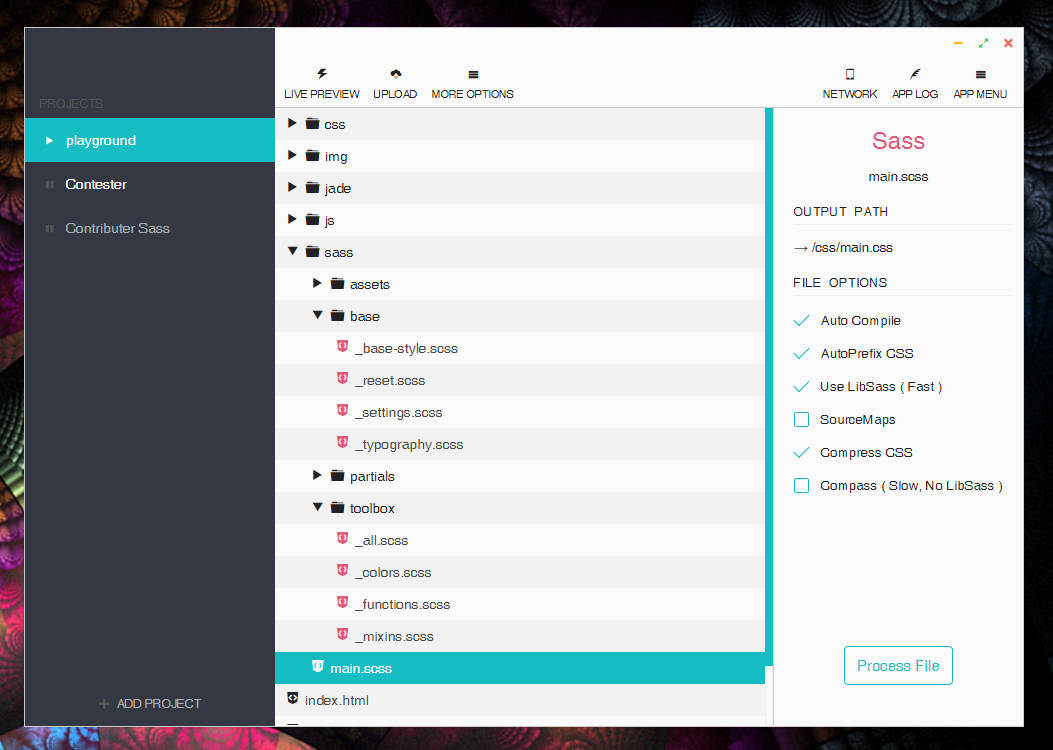 PROJECTS
playground
Contester
Contributer Sass
ADD PROJECT
LIVE PREVIEW
UPLOAD
MORE OPTIONS
NETWORK
APP LOG
APP MENU
css
img
jade
js
sass
assets
base
_base-style.scss
_reset.scss
_settings.scss
_typography.scss
partials
toolbox
_all.scss
_colors.scss
_functions.scss
_mixins.scss
main.scss
index.html
Sass
main.scss
OUTPUT PATH
→ /css/main.css
FILE OPTIONS
Auto Compile
AutoPrefix CSS
Use LibSass ( Fast )
SourceMaps
Compress CSS
Compass ( Slow, No LibSass )
Process File